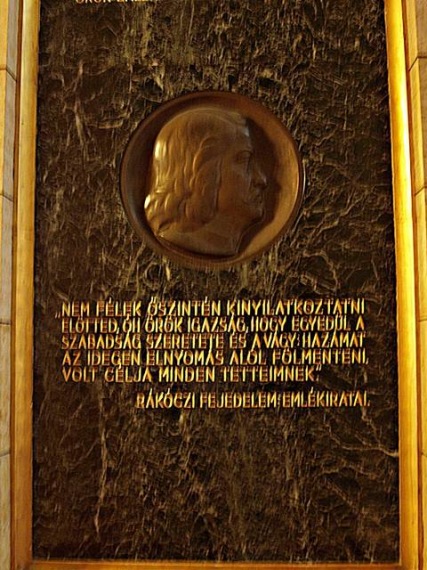 „NEM FÉLEK ŐSZINTÉN KINYILATKOZTATNI
ELŐTTED, ÓH ÖRÖK IGAZSÁG, HOGY EGYEDÜL A
SZABADSÁG SZERETETE ÉS A VÁGY: HAZÁMAT
AZ IDEGEN ELNYOMÁS ALÓL FÖLMENTENI,
VOLT CÉLJA MINDEN TETTEIMNEK”
RÁKÓCZI FEJEDELEM: EMLÉKIRATAI.